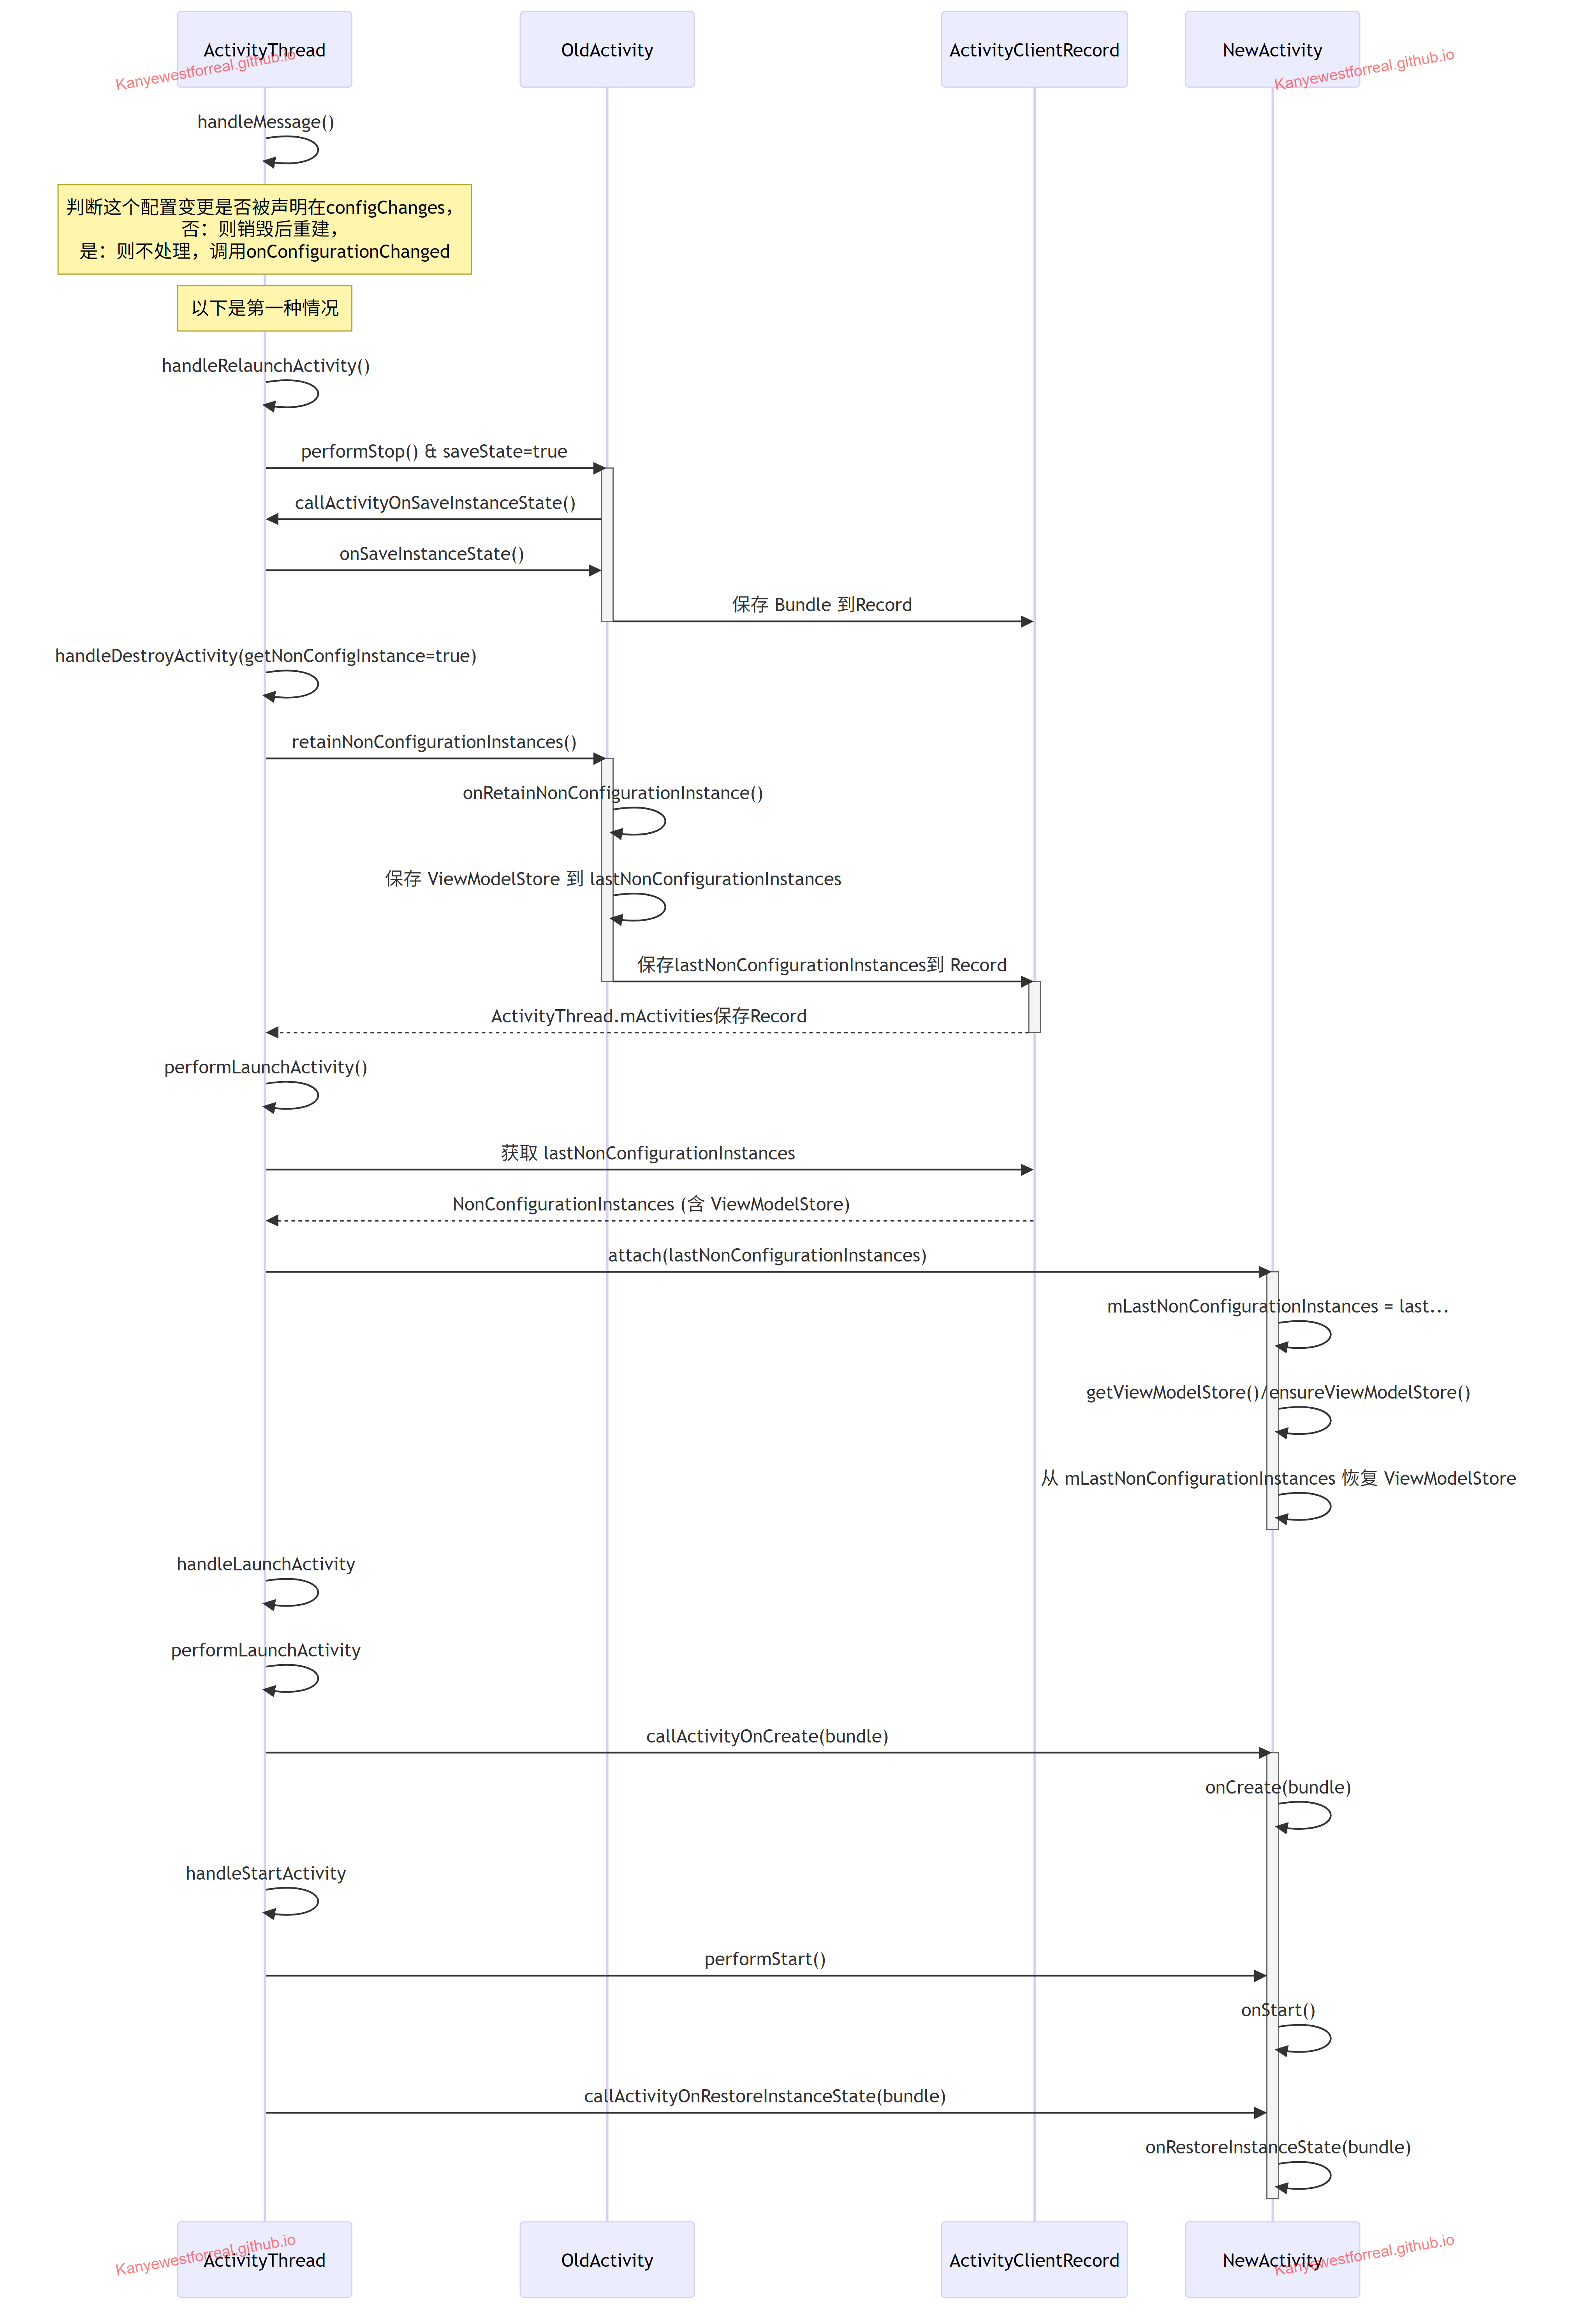 ActivityThread
OldActivity
ActivityClientRecord
NewActivity
Kanyewestforreal.github.io
Kanyewestforreal.github.io
handleMessage()
判断这个配置变更是否被声明在configChanges，
否：则销毁后重建，
是：则不处理，调用onConfigurationChanged
以下是第一种情况
handleRelaunchActivity()
performStop() & saveState=true
callActivityOnSaveInstanceState()
onSaveInstanceState()
保存 Bundle 到Record
handleDestroyActivity(getNonConfigInstance=true)
retainNonConfigurationInstances()
onRetainNonConfigurationInstance()
保存 ViewModelStore 到 lastNonConfigurationInstances
保存lastNonConfigurationInstances到 Record
ActivityThread.mActivities保存Record
performLaunchActivity()
获取 lastNonConfigurationInstances
NonConfigurationInstances (含 ViewModelStore)
attach(lastNonConfigurationInstances)
mLastNonConfigurationInstances = last...
getViewModelStore()/ensureViewModelStore()
从 mLastNonConfigurationInstances 恢复 ViewModelStore
handleLaunchActivity
performLaunchActivity
callActivityOnCreate(bundle)
onCreate(bundle)
handleStartActivity
performStart()
onStart()
callActivityOnRestoreInstanceState(bundle)
onRestoreInstanceState(bundle)
Kanyewestforreal.github.io
Kanyewestforreal.github.io
ActivityThread
OldActivity
ActivityClientRecord
NewActivity